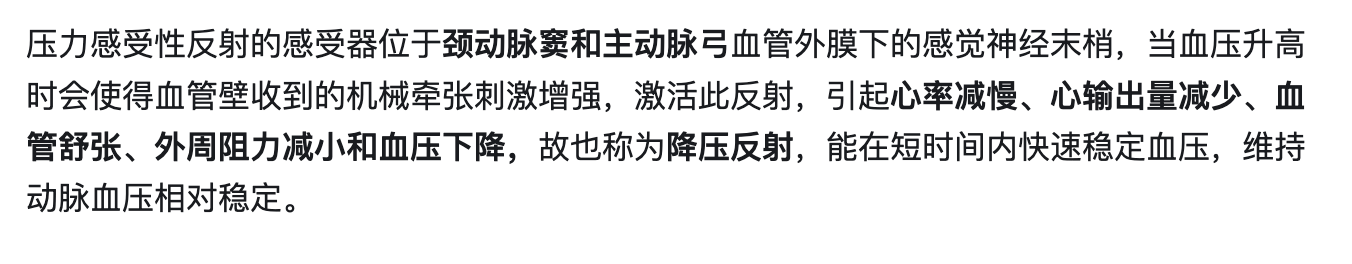 压力感受性反射的感受器位于颈动脉窦和主动脉弓血管外膜下的感觉神经末梢，当血压升高
时会使得血管壁收到的机械牵张刺激增强，激活此反射，引起心率减慢、心输出量减少、血
管舒张、外周阻力减小和血压下降，故也称为降压反射，能在短时间内快速稳定血压，维持
动脉血压相对稳定。